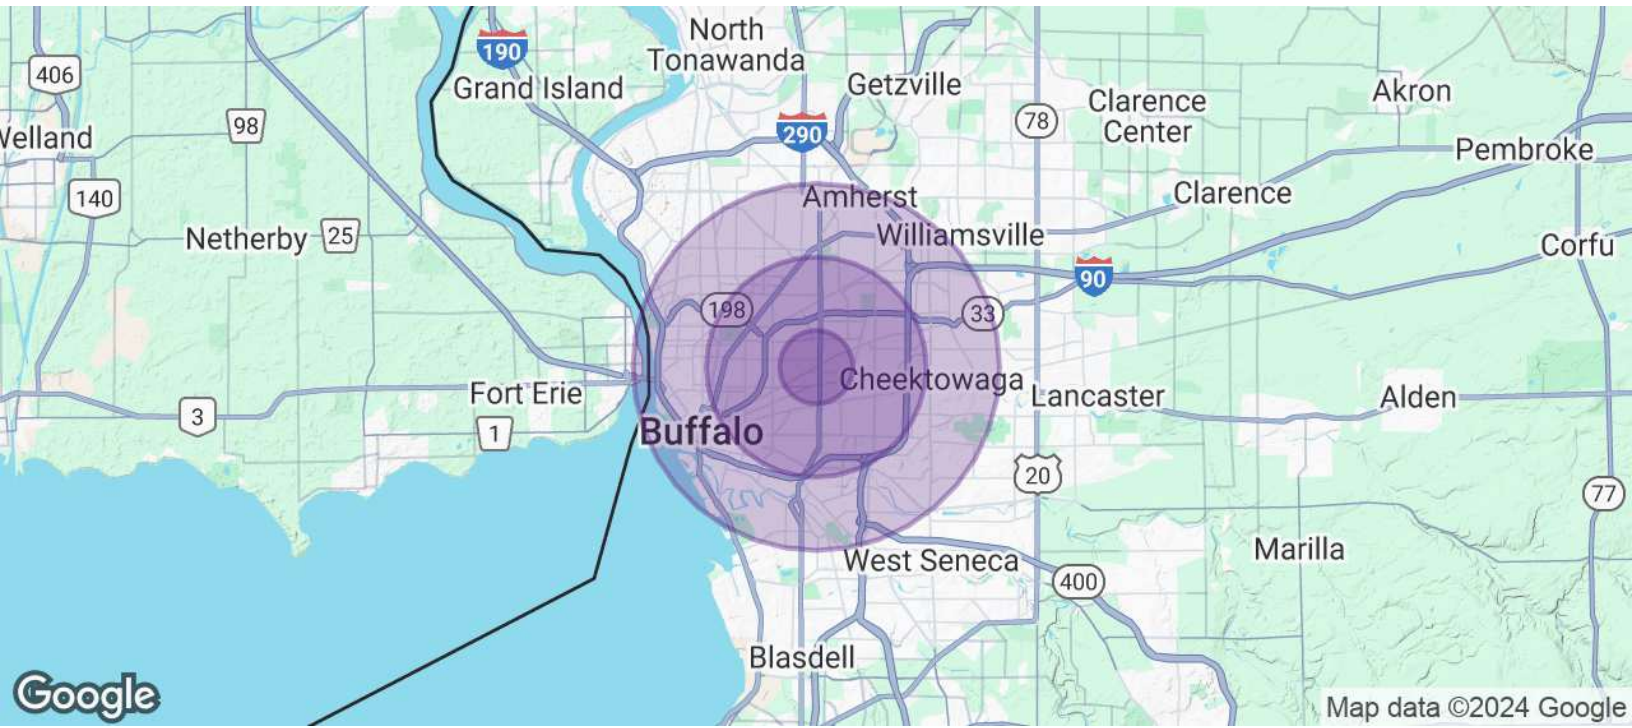 North
Tonawanda
190
406
Grand Island
Getzville
Akron
Clarence
Center
78
98
290
Welland
Pembroke
140
Amherst
Clarence
Netherby
25
Williamsville
Corfu
90
198
33
Cheektowaga
Fort Erie
Lancaster
Alden
3
1
Buffalo
20
77
West Seneca
Marilla
400
Blasdell
Google
Map data ©2024 Google